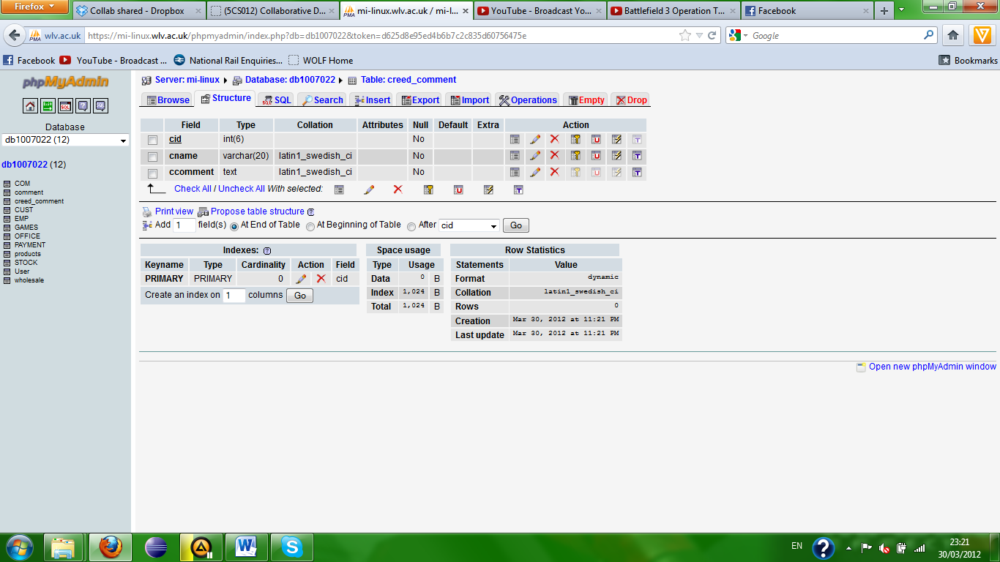 Firefox
Collab shared - Dropbox
(5CS012) Collaborative D...
mi-linux.wlv.ac.uk / mi-l...
YouTube - Broadcast Yo...
Battlefield 3 Operation T...
Facebook
wlv.ac.uk https://mi-linux.wlv.ac.uk/phpmyadmin/index.php?db=db1007022&token=d625d8e95ed4b6b7c2c835d60756475e
Google
Facebook YouTube - Broadcast ... National Rail Enquiries... WOLF Home Bookmarks
phpMyAdmin
Database
db1007022 (12)
db1007022 (12)
COM
comment
creed_comment
CUST
EMP
GAMES
OFFICE
PAYMENT
products
STOCK
User
wholesale
Server: mi-linux Database: db1007022 Table: creed_comment
Browse Structure SQL Search Insert Export Import Operations Empty Drop
Field Type Collation Attributes Null Default Extra Action
cid int(6) No
cname varchar(20) latin1_swedish_ci No
ccomment text latin1_swedish_ci No
Check All / Uncheck All With selected:
Print view Propose table structure
Add 1 field(s) At End of Table At Beginning of Table After cid Go
Indexes:
Keyname Type Cardinality Action Field
PRIMARY PRIMARY 0 cid
Create an index on 1 columns Go
Space usage
Type Usage
Data 0 B
Index 1,024 B
Total 1,024 B
Row Statistics
Statements Value
Format dynamic
Collation latin1_swedish_ci
Rows 0
Creation Mar 30, 2012 at 11:21 PM
Last update Mar 30, 2012 at 11:21 PM
Open new phpMyAdmin window
EN
23:21
30/03/2012